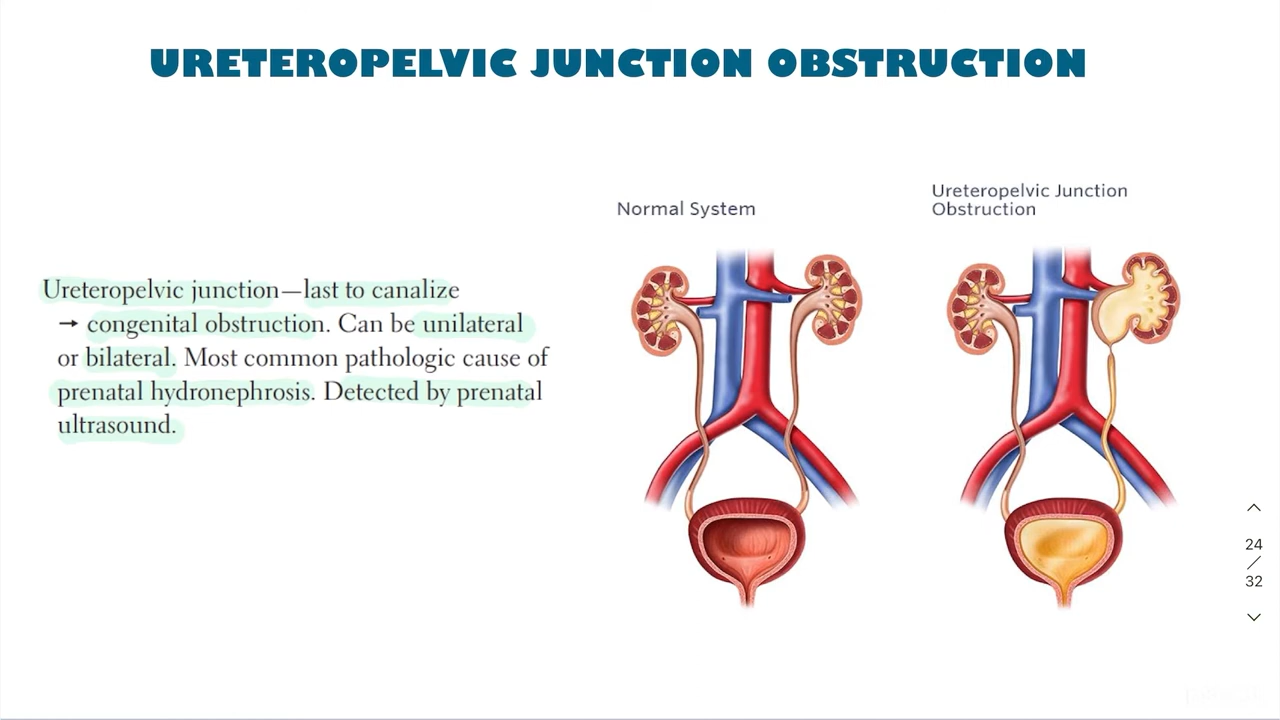 URETEROPELVIC JUNCTION OBSTRUCTION
Ureteropelvic junction—last to canalize
→ congenital obstruction. Can be unilateral
or bilateral. Most common pathologic cause of
prenatal hydronephrosis. Detected by prenatal
ultrasound.
Normal System
Ureteropelvic Junction
Obstruction
24
/
32